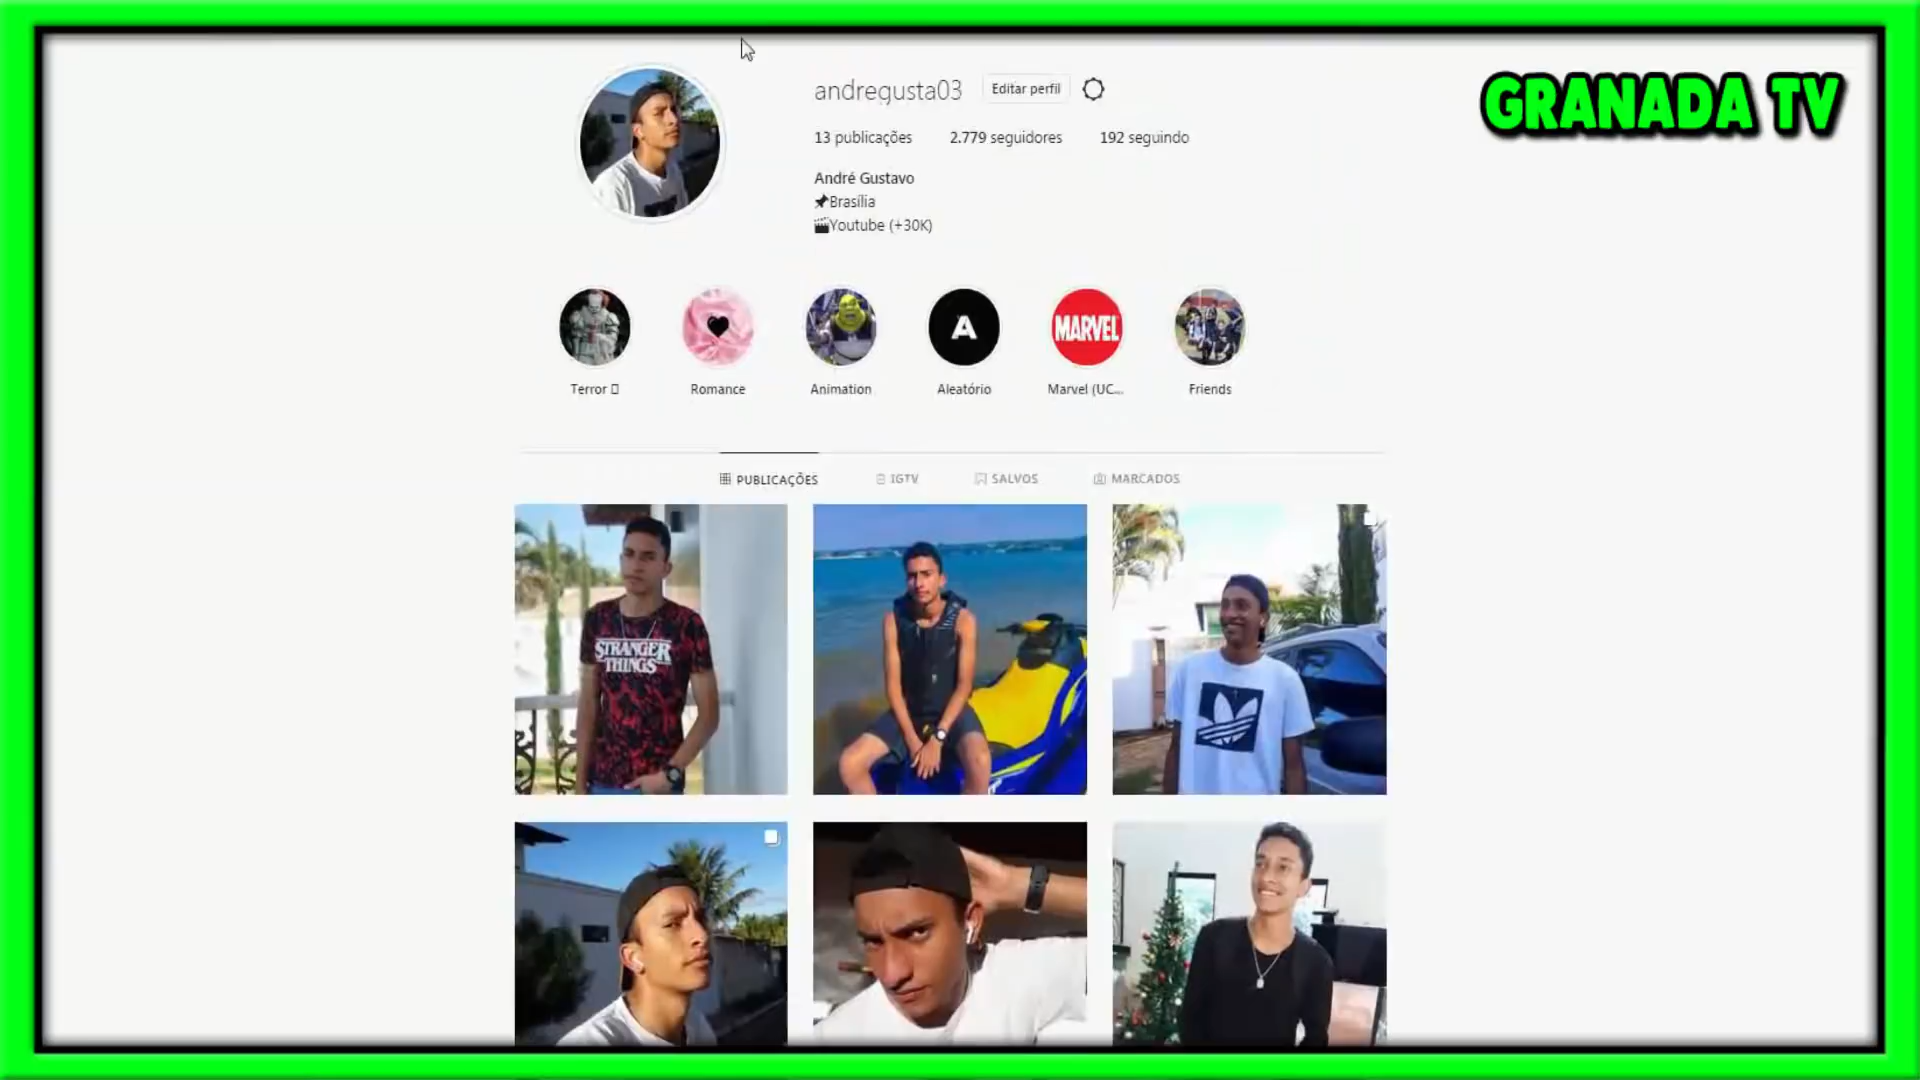 GRANADA TV
andregusta03 Editar perfil
13 publicações 2.779 seguidores 192 seguindo
André Gustavo
Brasília
Youtube (+30K)
A MARVEL
Terror Romance Animation Aleatório Marvel (UC... Friends
PUBLICAÇÕES IGTV SALVOS MARCADOS
STRANGER
THINGS